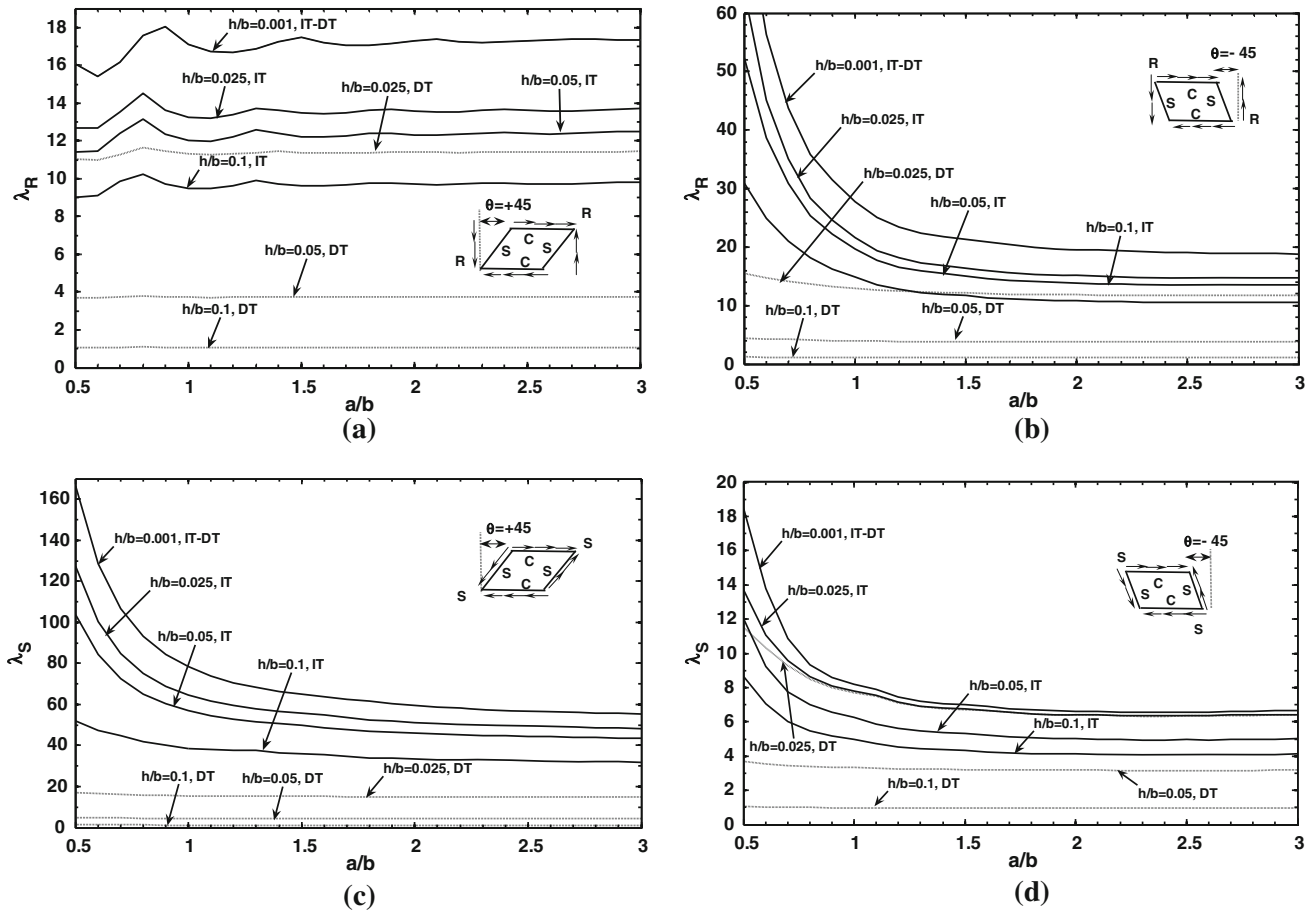 18
16
14
12
10
8
6
4
2
0
λR
h/b=0.001, IT-DT
h/b=0.025, IT
h/b=0.025, DT
h/b=0.05, IT
h/b=0.1, IT
θ=+45
R
C
S S
C
R
h/b=0.05, DT
h/b=0.1, DT
0.5 1 1.5 2 2.5 3
a/b
(a)
60
50
40
30
20
10
0
λR
θ=- 45
R
C
S S
C
R
h/b=0.001, IT-DT
h/b=0.025, IT
h/b=0.025, DT
h/b=0.05, IT
h/b=0.1, IT
h/b=0.1, DT
h/b=0.05, DT
0.5 1 1.5 2 2.5 3
a/b
(b)
160
140
120
100
80
60
40
20
0
λS
θ=+45
S
C
S S
C
S
h/b=0.001, IT-DT
h/b=0.025, IT
h/b=0.05, IT
h/b=0.1, IT
h/b=0.1, DT
h/b=0.05, DT
h/b=0.025, DT
0.5 1 1.5 2 2.5 3
a/b
(c)
20
18
16
14
12
10
8
6
4
2
0
λS
θ=- 45
S
C
S S
C
S
h/b=0.001, IT-DT
h/b=0.025, IT
h/b=0.05, IT
h/b=0.1, IT
h/b=0.025, DT
h/b=0.1, DT
h/b=0.05, DT
0.5 1 1.5 2 2.5 3
a/b
(d)